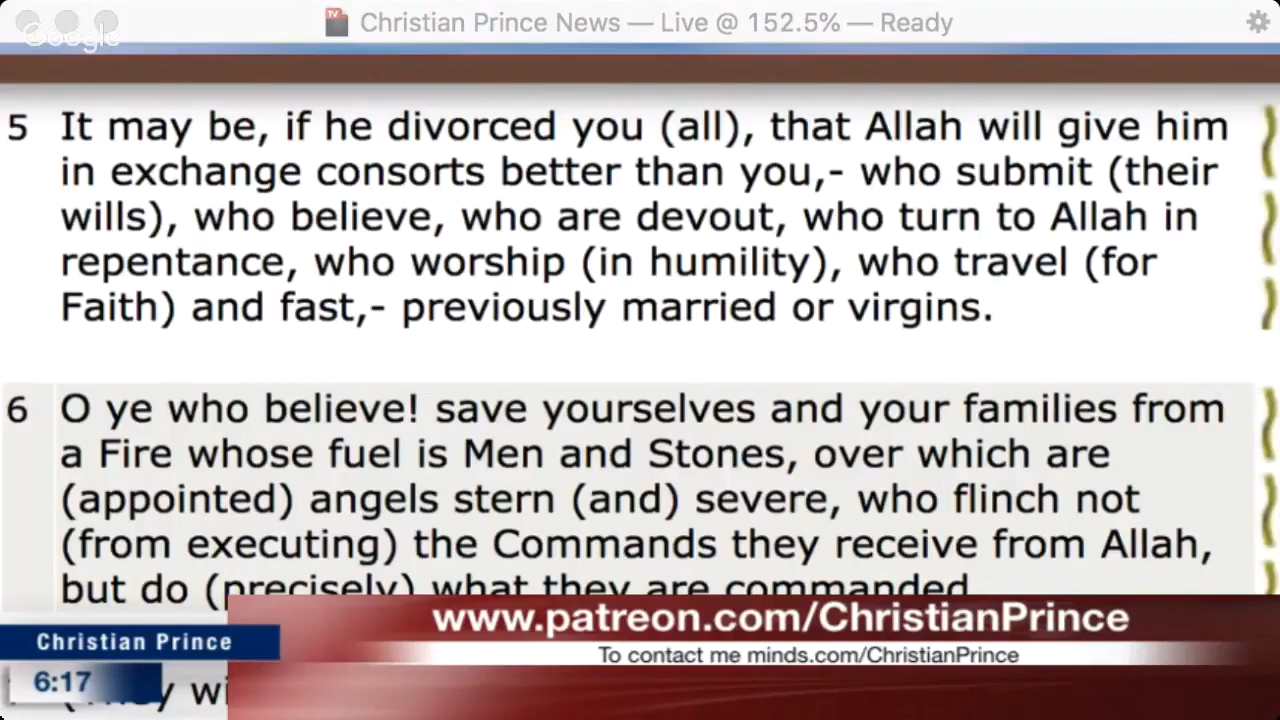 Christian Prince News — Live @ 152.5% — Ready
Google
5 It may be, if he divorced you (all), that Allah will give him
in exchange consorts better than you,- who submit (their
wills), who believe, who are devout, who turn to Allah in
repentance, who worship (in humility), who travel (for
Faith) and fast,- previously married or virgins.
6 O ye who believe! save yourselves and your families from
a Fire whose fuel is Men and Stones, over which are
(appointed) angels stern (and) severe, who flinch not
(from executing) the Commands they receive from Allah,
but do (precisely) what they are commanded
www.patreon.com/ChristianPrince
Christian Prince
To contact me minds.com/ChristianPrince
6:17